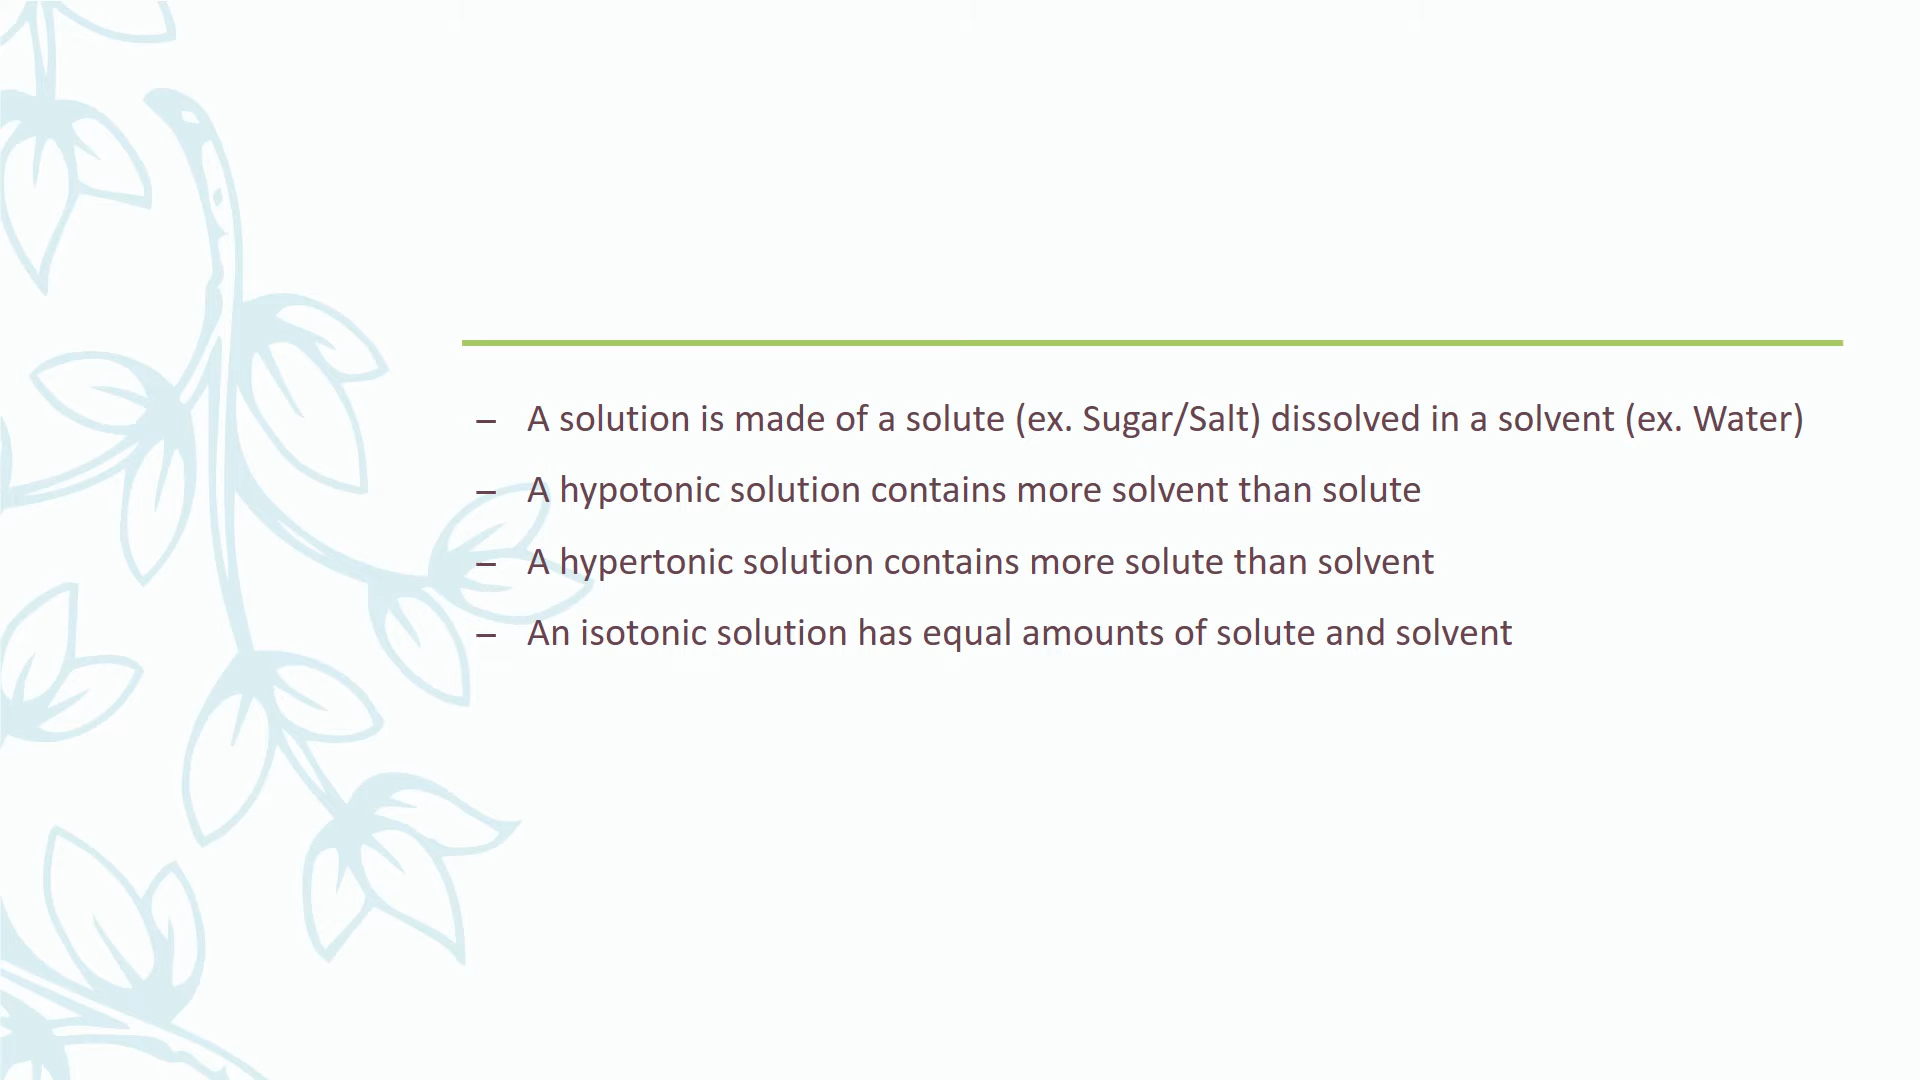 – A solution is made of a solute (ex. Sugar/Salt) dissolved in a solvent (ex. Water)
– A hypotonic solution contains more solvent than solute
– A hypertonic solution contains more solute than solvent
– An isotonic solution has equal amounts of solute and solvent